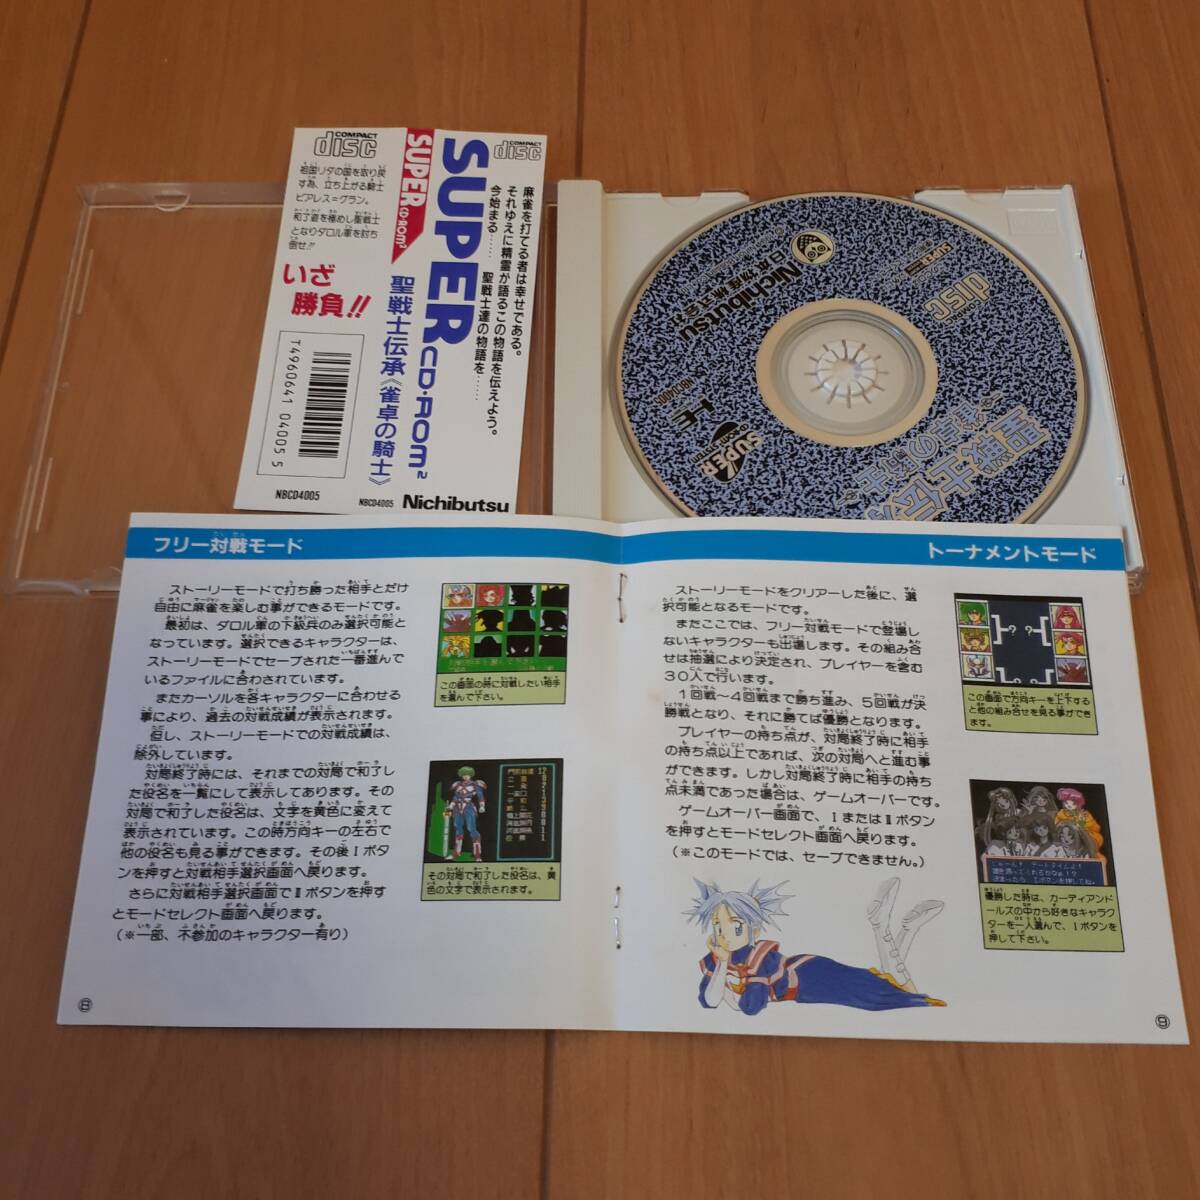 COMPACT
disc
祖国リダの国を取り戻
す為、立ち上がる騎士
ピアレス=グラン。
和了道を極めし聖戦士
となりダロル軍を討ち
倒せ!!
いざ
勝負!!
T4960641 04005 5
NBCD4005
SUPER
CD-ROM²
SUPER CD-ROM²
聖戦士伝承《雀卓の騎士》
NBCD4005
Nichibutsu
COMPACT
disc
麻雀を打てる者は幸せである。
それゆえに精霊が語るこの物語を伝えよう。
今始まる……聖戦士達の物語を……
Nichibutsu
日本物産株式会社
disc
NBCD4005
SUPER
フリー対戦モード
ストーリーモードで打ち勝った相手とだけ
自由に麻雀を楽しむ事ができるモードです。
最初は、ダロル軍の下級兵のみ選択可能と
なっています。選択できるキャラクターは、
ストーリーモードでセーブされた一番進んで
いるファイルに合わされています。
またカーソルを各キャラクターに合わせる
事により、過去の対戦成績が表示されます。
但し、ストーリーモードでの対戦成績は、
除外しています。
対局終了時には、それまでの対局で和了し
た役名を一覧にして表示してあります。その
対局で和了した役名は、文字を黄色に変えて
表示されています。この時方向キーの左右で
他の役名も見る事ができます。その後Ⅰボタ
ンを押すと対戦相手選択画面へ戻ります。
さらに対戦相手選択画面でⅡボタンを押す
とモードセレクト画面へ戻ります。
(※一部、不参加のキャラクター有り)
この画面の時に対戦したい相手
を選んで下さい。
その対局で和了した役名は、黄
色の文字で表示されます。
⑧
トーナメントモード
ストーリーモードをクリアーした後に、選
択可能となるモードです。
またここでは、フリー対戦モードで登場し
ないキャラクターも出場します。その組み合
せは抽選により決定され、プレイヤーを含む
30人で行います。
1回戦〜4回戦まで勝ち進み、5回戦が決
勝戦となり、それに勝てば優勝となります。
プレイヤーの持ち点が、対局終了時に相手
の持ち点以上であれば、次の対局へと進む事
ができます。しかし対局終了時に相手の持ち
点未満であった場合は、ゲームオーバーです。
ゲームオーバー画面で、ⅠまたはⅡボタン
を押すとモードセレクト画面へ戻ります。
(※このモードでは、セーブできません。)
この画面で方向キーを上下する
と他の組み合せを見る事ができ
ます。
優勝した時は、カーディアンド
ールズの中から好きなキャラク
ターを一人選んで、Ⅰボタンを
押して下さい。
⑨